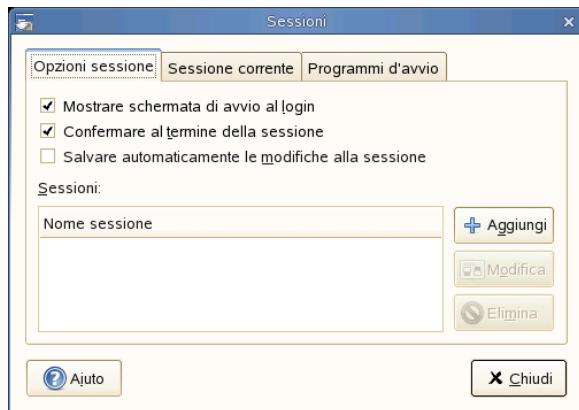 Sessioni
Opzioni sessione Sessione corrente Programmi d'avvio
Mostrare schermata di avvio al login
Confermare al termine della sessione
Salvare automaticamente le modifiche alla sessione
Sessioni:
Nome sessione
Aggiungi
Modifica
Elimina
Aiuto
Chiudi